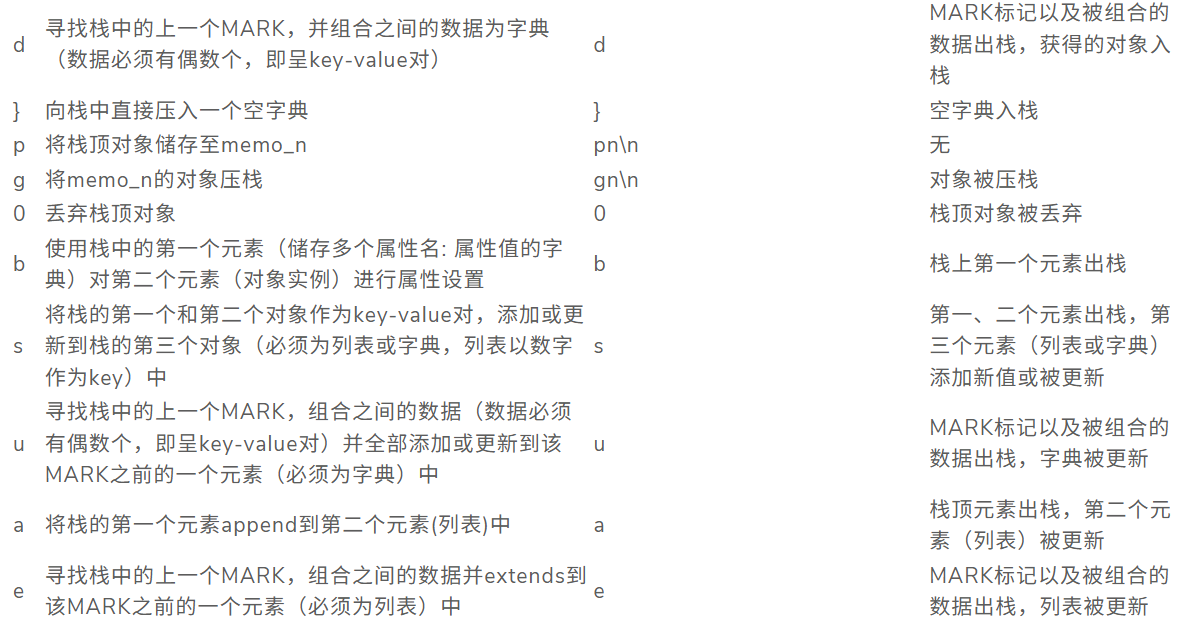 d 寻找栈中的上一个MARK，并组合之间的数据为字典 d MARK标记以及被组合的
（数据必须有偶数个，即呈key-value对） 数据出栈，获得的对象入
栈
} 向栈中直接压入一个空字典 } 空字典入栈
p 将栈顶对象储存至memo_n pn\n 无
g 将memo_n的对象压栈 gn\n 对象被压栈
0 丢弃栈顶对象 0 栈顶对象被丢弃
b 使用栈中的第一个元素（储存多个属性名: 属性值的字 b 栈上第一个元素出栈
典）对第二个元素（对象实例）进行属性设置
s 将栈的第一个和第二个对象作为key-value对，添加或更 s 第一、二个元素出栈，第
新到栈的第三个对象（必须为列表或字典，列表以数字 三个元素（列表或字典）
作为key）中 添加新值或被更新
u 寻找栈中的上一个MARK，组合之间的数据（数据必须 u MARK标记以及被组合的
有偶数个，即呈key-value对）并全部添加或更新到该 数据出栈，字典被更新
MARK之前的一个元素（必须为字典）中
a 将栈的第一个元素append到第二个元素(列表)中 a 栈顶元素出栈，第二个元
素（列表）被更新
e 寻找栈中的上一个MARK，组合之间的数据并extends到 e MARK标记以及被组合的
该MARK之前的一个元素（必须为列表）中 数据出栈，列表被更新